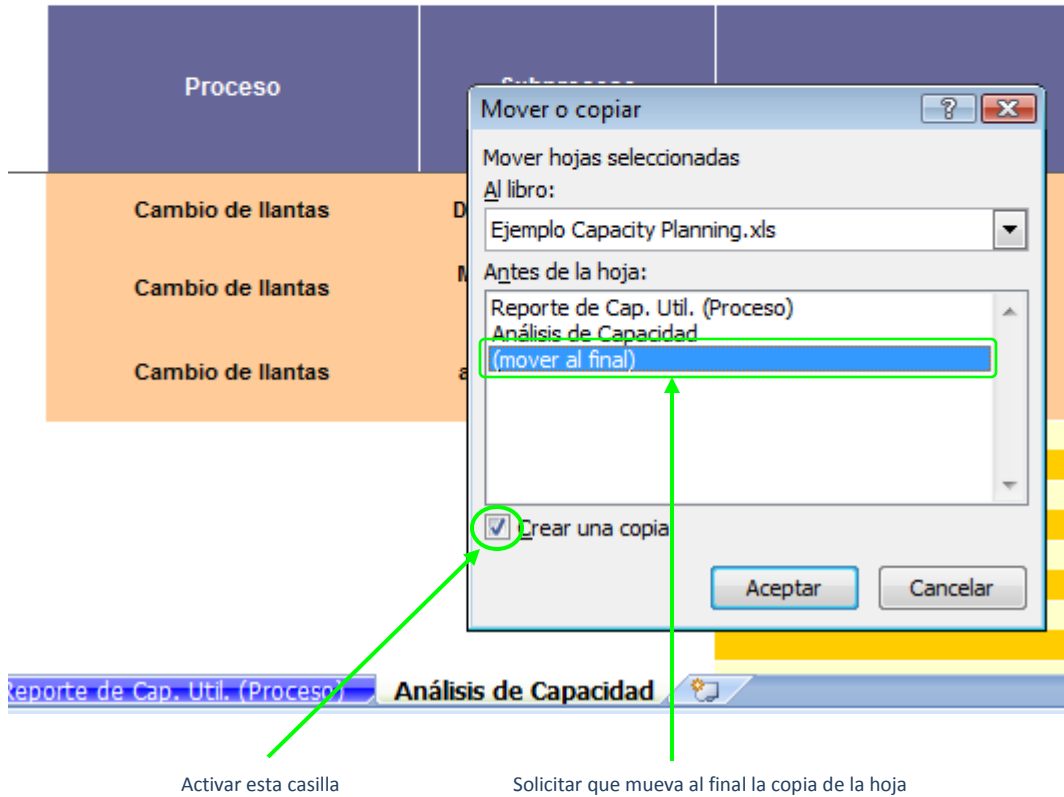 Proceso
Mover o copiar
Mover hojas seleccionadas
Al libro:
Cambio de llantas
D
Ejemplo Capacity Planning.xls
Antes de la hoja:
Cambio de llantas
Reporte de Cap. Util. (Proceso)
Análisis de Capacidad
(mover al final)
Cambio de llantas
a
Crear una copia
Aceptar
Cancelar
Reporte de Cap. Util. (Proceso)
Análisis de Capacidad
Activar esta casilla
Solicitar que mueva al final la copia de la hoja